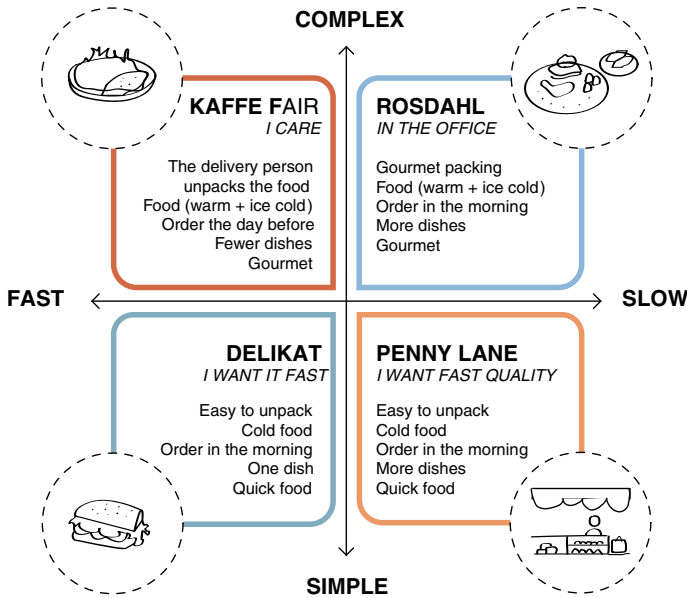 COMPLEX
KAFFE FAIR
I CARE
The delivery person
unpacks the food
Food (warm + ice cold)
Order the day before
Fewer dishes
Gourmet
ROSDAHL
IN THE OFFICE
Gourmet packing
Food (warm + ice cold)
Order in the morning
More dishes
Gourmet
FAST
SLOW
DELIKAT
I WANT IT FAST
Easy to unpack
Cold food
Order in the morning
One dish
Quick food
PENNY LANE
I WANT FAST QUALITY
Easy to unpack
Cold food
Order in the morning
More dishes
Quick food
SIMPLE